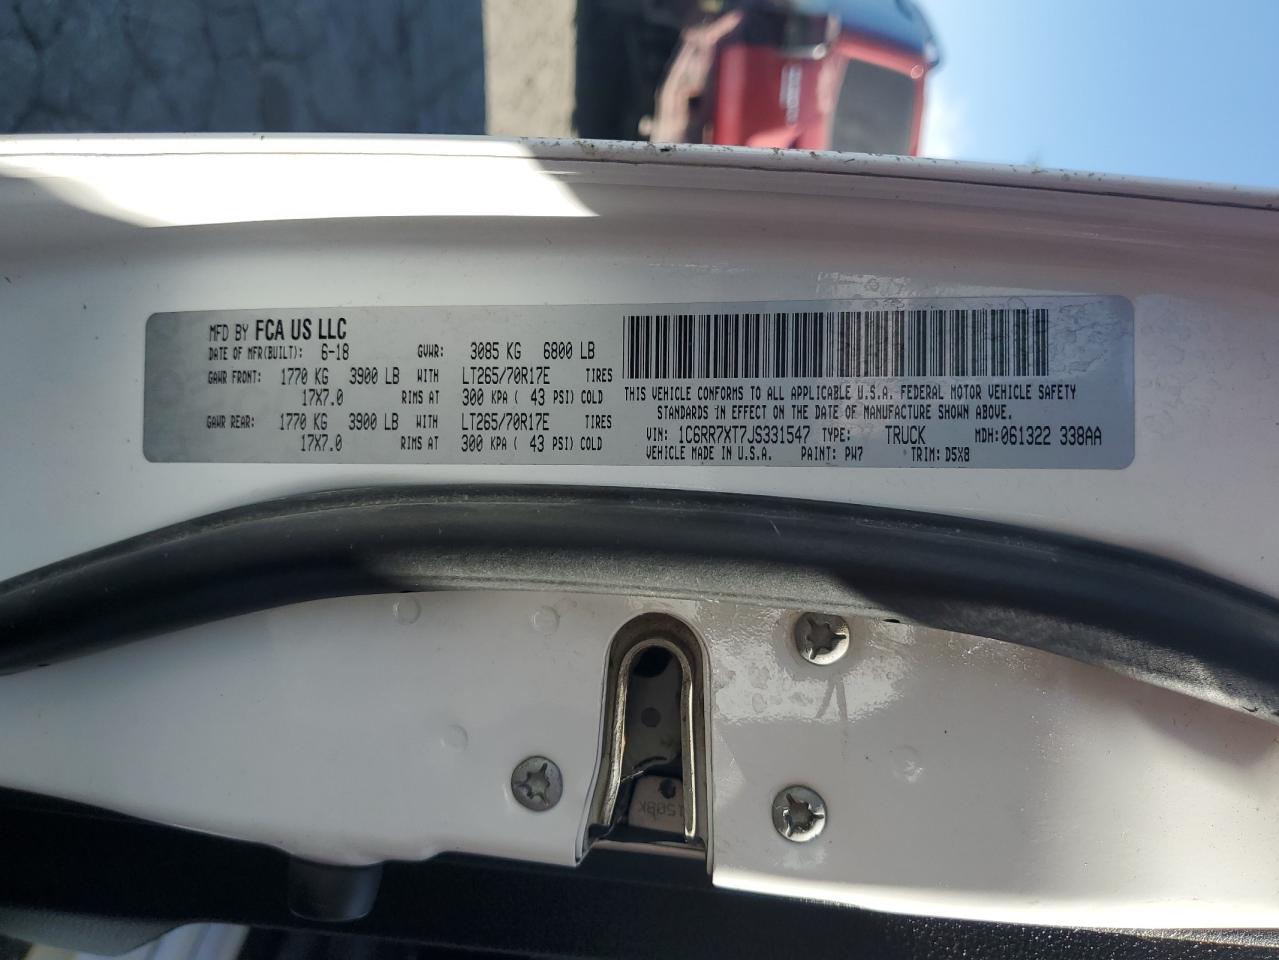 MFD BY FCA US LLC
DATE OF MFR(BUILT): 6-18 GVWR: 3085 KG 6800 LB
GAWR FRONT: 1770 KG 3900 LB WITH LT265/70R17E TIRES
17X7.0 RIMS AT 300 KPA ( 43 PSI) COLD
GAWR REAR: 1770 KG 3900 LB WITH LT265/70R17E TIRES
17X7.0 RIMS AT 300 KPA ( 43 PSI) COLD
THIS VEHICLE CONFORMS TO ALL APPLICABLE U.S.A. FEDERAL MOTOR VEHICLE SAFETY
STANDARDS IN EFFECT ON THE DATE OF MANUFACTURE SHOWN ABOVE.
VIN: 1C6RR7XT7JS331547 TYPE: TRUCK MDH: 061322 338AA
VEHICLE MADE IN U.S.A. PAINT: PW7 TRIM: D5X8